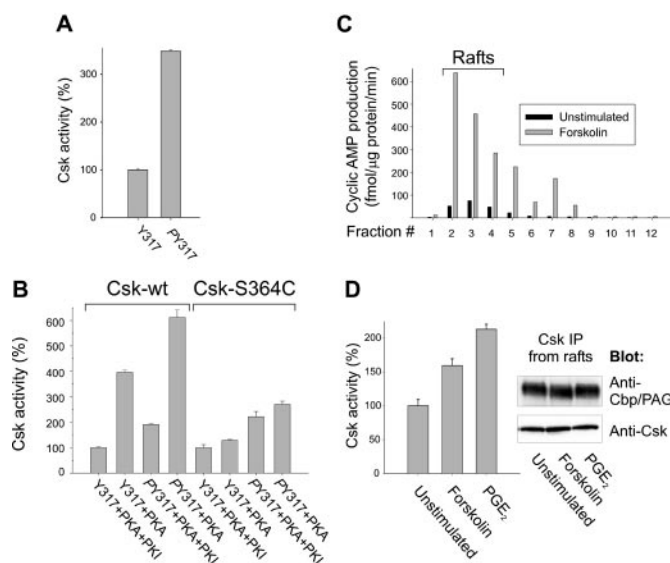 A
Csk activity (%)
300
200
100
0
Y317
PY317
C
Rafts
Cyclic AMP production
(fmol/µg protein/min)
600
500
400
300
200
100
Unstimulated
Forskolin
Fraction # 1 2 3 4 5 6 7 8 9 10 11 12
B
Csk-wt Csk-S364C
Csk activity (%)
600
500
400
300
200
100
0
Y317+PKA+PKI
Y317+PKA
PY317+PKA+PKI
PY317+PKA
Y317+PKA+PKI
Y317+PKA
PY317+PKA+PKI
PY317+PKA
D
Csk activity (%)
200
150
100
50
0
Unstimulated
Forskolin
PGE2
Csk IP
from rafts
Blot:
Anti-
Cbp/PAG
Anti-Csk
Unstimulated
Forskolin
PGE2